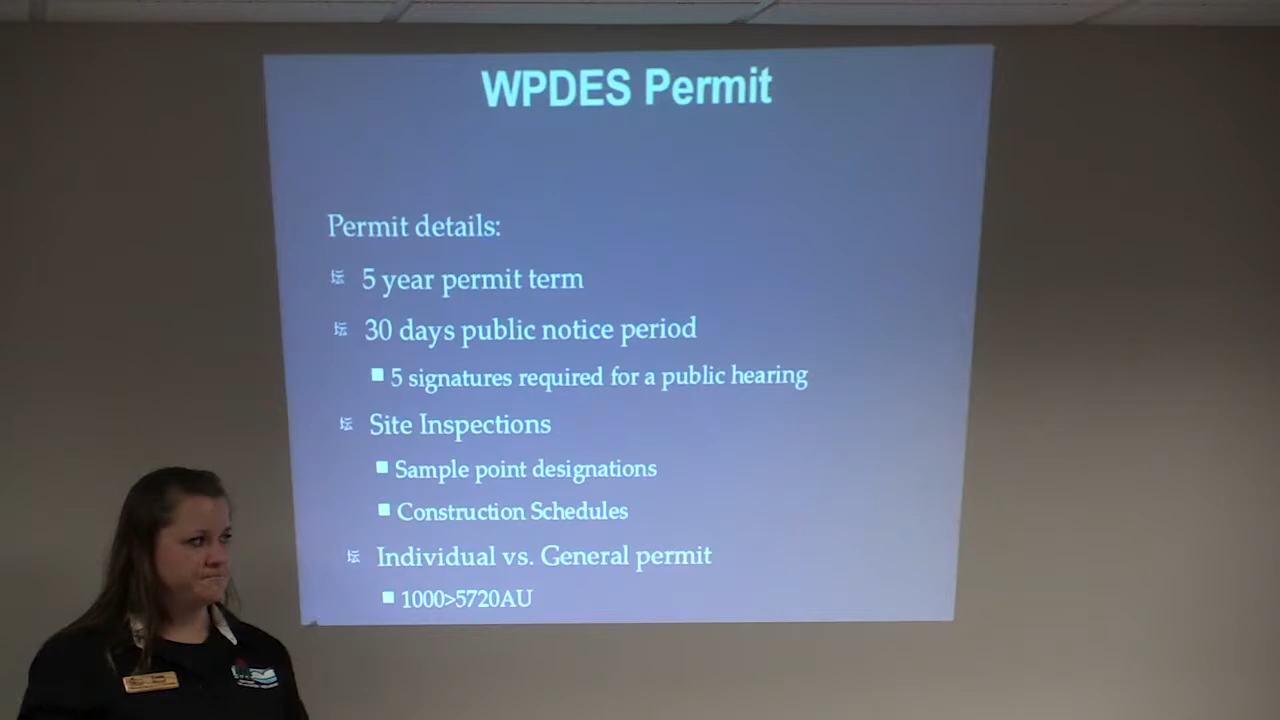 WPDES Permit
Permit details:
5 year permit term
30 days public notice period
5 signatures required for a public hearing
Site Inspections
Sample point designations
Construction Schedules
Individual vs. General permit
1000>5720AU